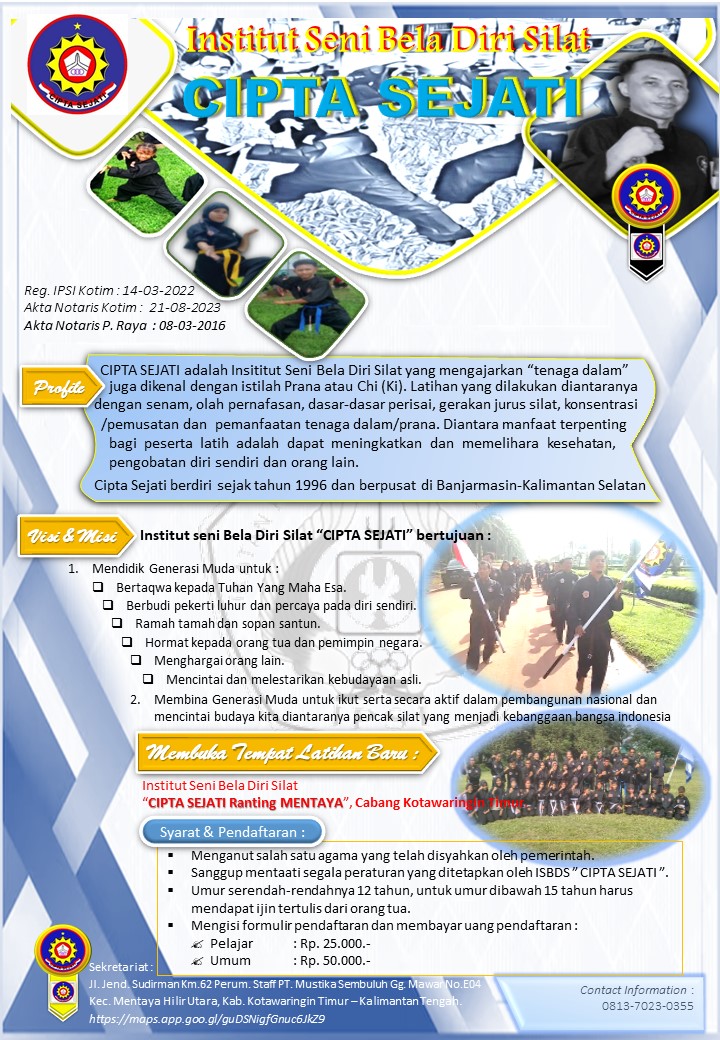 Institut Seni Bela Diri Silat
CIPTA SEJATI
CIPTA SEJATI
Reg. IPSI Kotim : 14-03-2022
Akta Notaris Kotim : 21-08-2023
Akta Notaris P. Raya : 08-03-2016
Profile
CIPTA SEJATI adalah Insititut Seni Bela Diri Silat yang mengajarkan “tenaga dalam”
juga dikenal dengan istilah Prana atau Chi (Ki). Latihan yang dilakukan diantaranya
dengan senam, olah pernafasan, dasar-dasar perisai, gerakan jurus silat, konsentrasi
/pemusatan dan pemanfaatan tenaga dalam/prana. Diantara manfaat terpenting
bagi peserta latih adalah dapat meningkatkan dan memelihara kesehatan,
pengobatan diri sendiri dan orang lain.
Cipta Sejati berdiri sejak tahun 1996 dan berpusat di Banjarmasin-Kalimantan Selatan
Visi & Misi
Institut seni Bela Diri Silat “CIPTA SEJATI” bertujuan :
1. Mendidik Generasi Muda untuk :
❑ Bertaqwa kepada Tuhan Yang Maha Esa.
❑ Berbudi pekerti luhur dan percaya pada diri sendiri.
❑ Ramah tamah dan sopan santun.
❑ Hormat kepada orang tua dan pemimpin negara.
❑ Menghargai orang lain.
❑ Mencintai dan melestarikan kebudayaan asli.
2. Membina Generasi Muda untuk ikut serta secara aktif dalam pembangunan nasional dan
mencintai budaya kita diantaranya pencak silat yang menjadi kebanggaan bangsa indonesia
Membuka Tempat Latihan Baru :
Institut Seni Bela Diri Silat
“CIPTA SEJATI Ranting MENTAYA”, Cabang Kotawaringin Timur
Syarat & Pendaftaran :
▪ Menganut salah satu agama yang telah disyahkan oleh pemerintah.
▪ Sanggup mentaati segala peraturan yang ditetapkan oleh ISBDS ” CIPTA SEJATI ”.
▪ Umur serendah-rendahnya 12 tahun, untuk umur dibawah 15 tahun harus
mendapat ijin tertulis dari orang tua.
▪ Mengisi formulir pendaftaran dan membayar uang pendaftaran :
Pelajar : Rp. 25.000.-
Umum : Rp. 50.000.-
Sekretariat :
Jl. Jend. Sudirman Km.62 Perum. Staff PT. Mustika Sembuluh Gg. Mawar No.E04
Kec. Mentaya Hilir Utara, Kab. Kotawaringin Timur – Kalimantan Tengah.
https://maps.app.goo.gl/guDSNigfGnuc6JkZ9
Contact Information :
0813-7023-0355